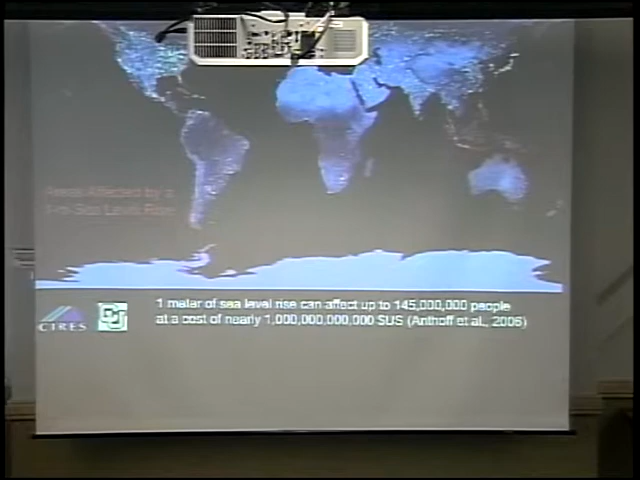 Areas Affected by a
1-m Sea Level Rise
1 meter of sea level rise can affect up to 145,000,000 people
at a cost of nearly 1,000,000,000,000 $US (Anthoff et al., 2006)
CIRES
CU